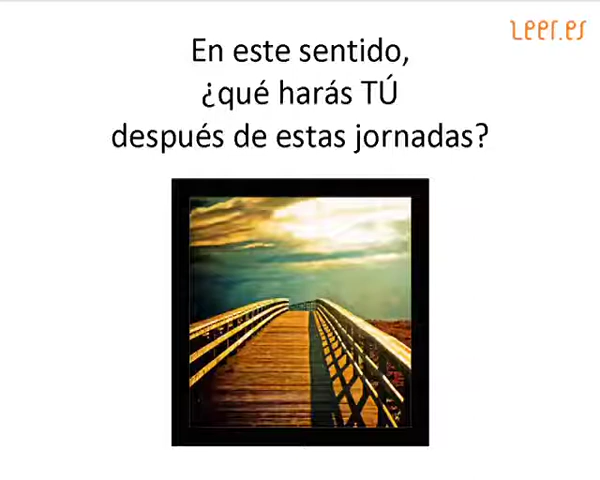 leer.es
En este sentido,
¿qué harás TÚ
después de estas jornadas?